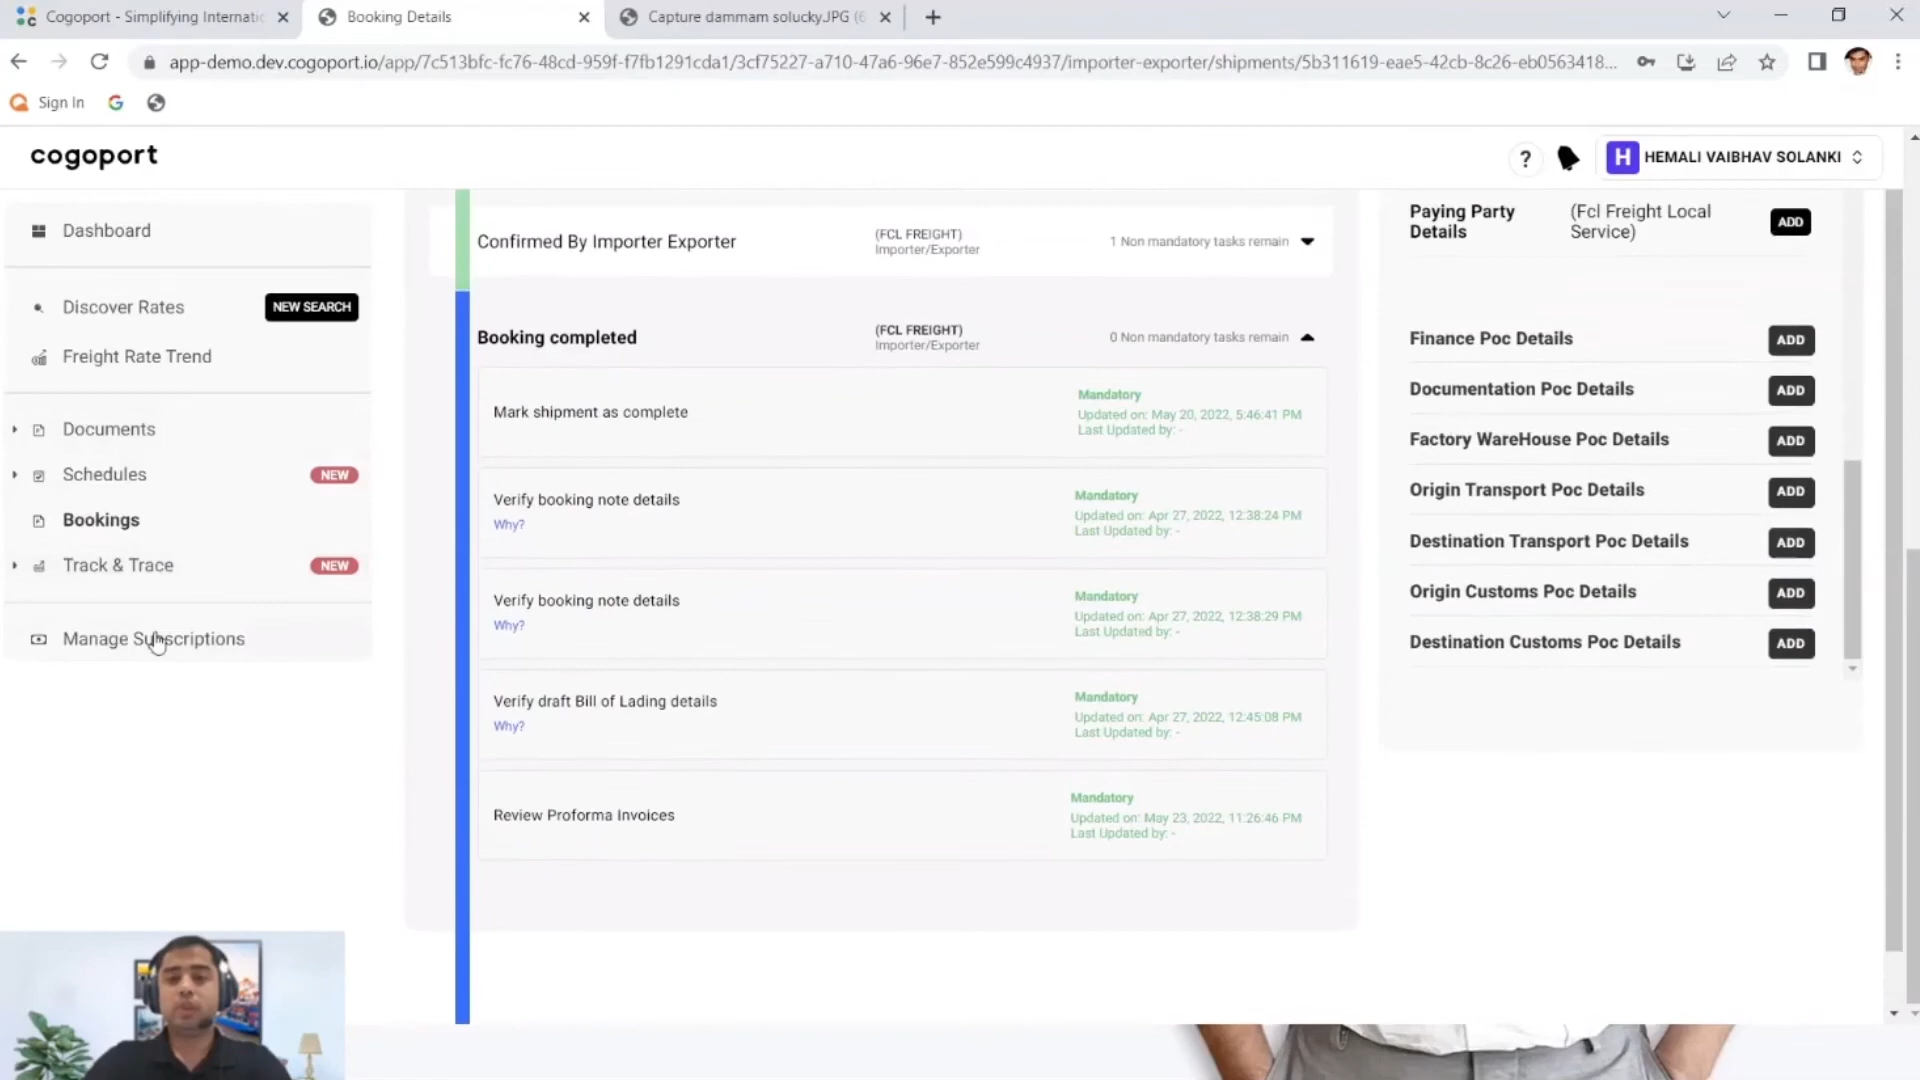 Cogoport - Simplifying Internatio
Booking Details
Capture dammam solucky.JPG (6
app-demo.dev.cogoport.io/app/7c513bfc-fc76-48cd-959f-f7fb1291cda1/3cf75227-a710-47a6-96e7-852e599c4937/importer-exporter/shipments/5b311619-eae5-42cb-8c26-eb0563418...
Sign In
cogoport
?
H HEMALI VAIBHAV SOLANKI
Dashboard
Discover Rates
NEW SEARCH
Freight Rate Trend
Documents
Schedules
NEW
Bookings
Track & Trace
NEW
Manage Subscriptions
Confirmed By Importer Exporter
(FCL FREIGHT)
Importer/Exporter
1 Non mandatory tasks remain
Booking completed
(FCL FREIGHT)
Importer/Exporter
0 Non mandatory tasks remain
Mark shipment as complete
Mandatory
Updated on: May 20, 2022, 5:46:41 PM
Last Updated by: -
Verify booking note details
Why?
Mandatory
Updated on: Apr 27, 2022, 12:38:24 PM
Last Updated by: -
Verify booking note details
Why?
Mandatory
Updated on: Apr 27, 2022, 12:38:29 PM
Last Updated by: -
Verify draft Bill of Lading details
Why?
Mandatory
Updated on: Apr 27, 2022, 12:45:08 PM
Last Updated by: -
Review Proforma Invoices
Mandatory
Updated on: May 23, 2022, 11:26:46 PM
Last Updated by: -
Paying Party
Details
(Fcl Freight Local
Service)
ADD
Finance Poc Details
ADD
Documentation Poc Details
ADD
Factory WareHouse Poc Details
ADD
Origin Transport Poc Details
ADD
Destination Transport Poc Details
ADD
Origin Customs Poc Details
ADD
Destination Customs Poc Details
ADD